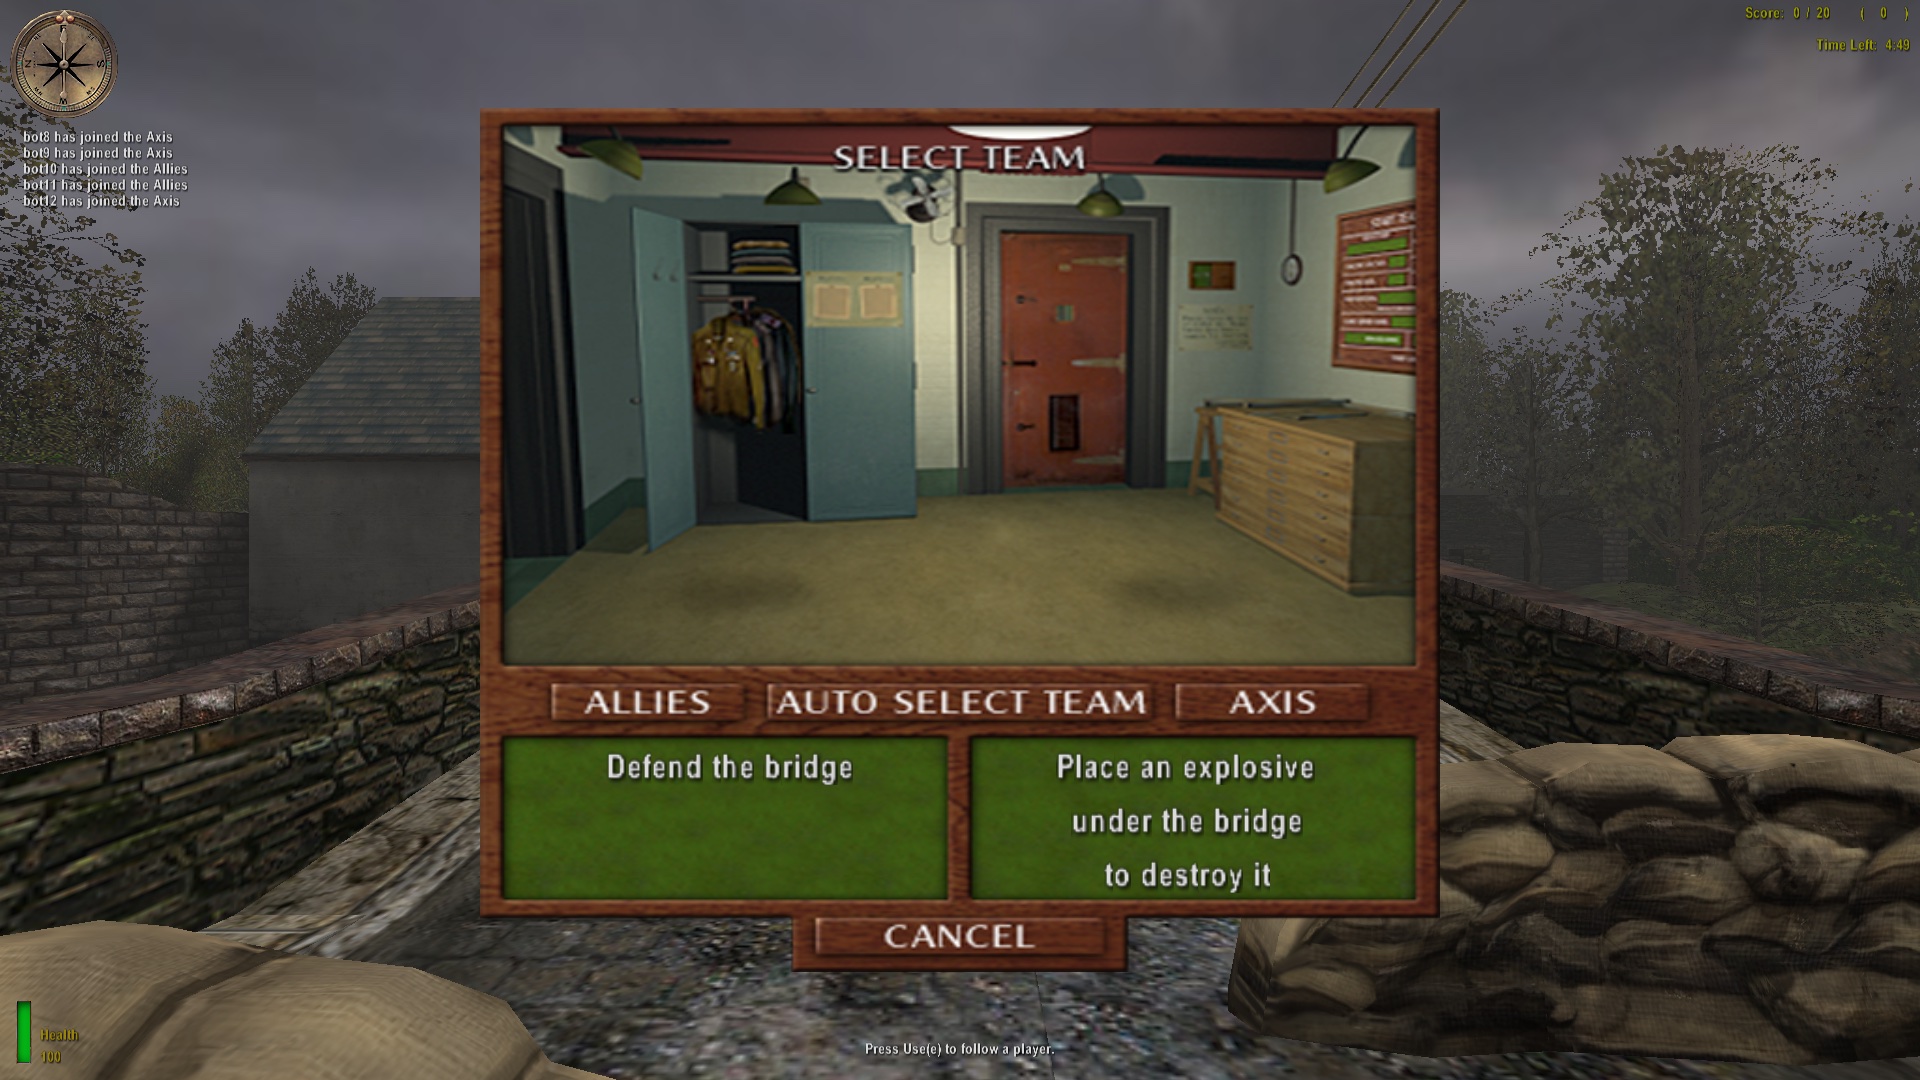 Score: 0 / 20 ( 0 )
Time Left: 4:49
bot8 has joined the Axis
bot9 has joined the Axis
bot10 has joined the Allies
bot11 has joined the Allies
bot12 has joined the Axis
SELECT TEAM
ALLIES
AUTO SELECT TEAM
AXIS
Defend the bridge
Place an explosive
under the bridge
to destroy it
CANCEL
Health
100
Press Use(e) to follow a player.